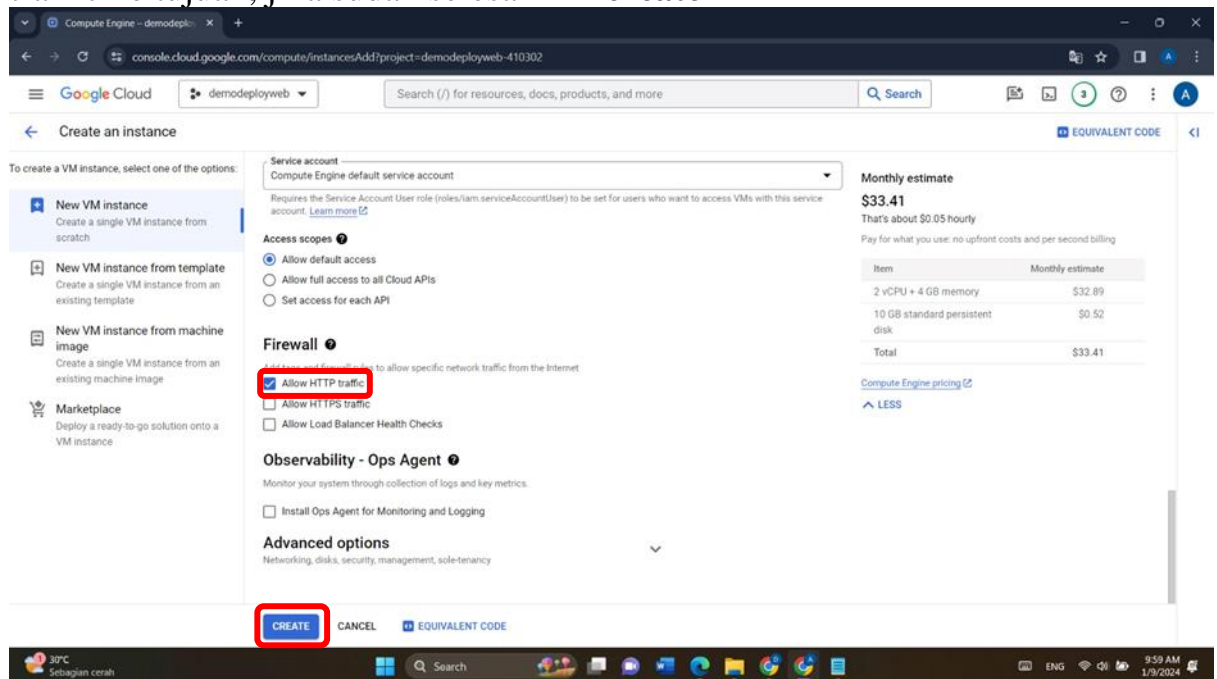 Compute Engine – demodeplo
console.cloud.google.com/compute/instancesAdd?project=demodeployweb-410302
Google Cloud
demodeployweb
Search (/) for resources, docs, products, and more
Search
3
A
Create an instance
EQUIVALENT CODE
To create a VM instance, select one of the options:
New VM instance
Create a single VM instance from
scratch
New VM instance from template
Create a single VM instance from an
existing template
New VM instance from machine
image
Create a single VM instance from an
existing machine image
Marketplace
Deploy a ready-to-go solution onto a
VM instance
Service account
Compute Engine default service account
Requires the Service Account User role (roles/iam.serviceAccountUser) to be set for users who want to access VMs with this service
account. Learn more
Access scopes
Allow default access
Allow full access to all Cloud APIs
Set access for each API
Firewall
Add tags and firewall rules to allow specific network traffic from the Internet
Allow HTTP traffic
Allow HTTPS traffic
Allow Load Balancer Health Checks
Observability - Ops Agent
Monitor your system through collection of logs and key metrics.
Install Ops Agent for Monitoring and Logging
Advanced options
Networking, disks, security, management, sole-tenancy
CREATE
CANCEL
EQUIVALENT CODE
Monthly estimate
$33.41
That's about $0.05 hourly
Pay for what you use: no upfront costs and per second billing
Item Monthly estimate
2 vCPU + 4 GB memory $32.89
10 GB standard persistent $0.52
disk
Total $33.41
Compute Engine pricing
LESS
30°C
Sebagian cerah
Search
ENG
9:59 AM
1/9/2024